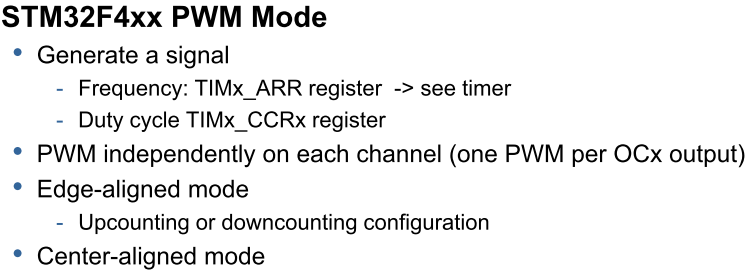 STM32F4xx PWM Mode
• Generate a signal
- Frequency: TIMx_ARR register -> see timer
- Duty cycle TIMx_CCRx register
• PWM independently on each channel (one PWM per OCx output)
• Edge-aligned mode
- Upcounting or downcounting configuration
• Center-aligned mode